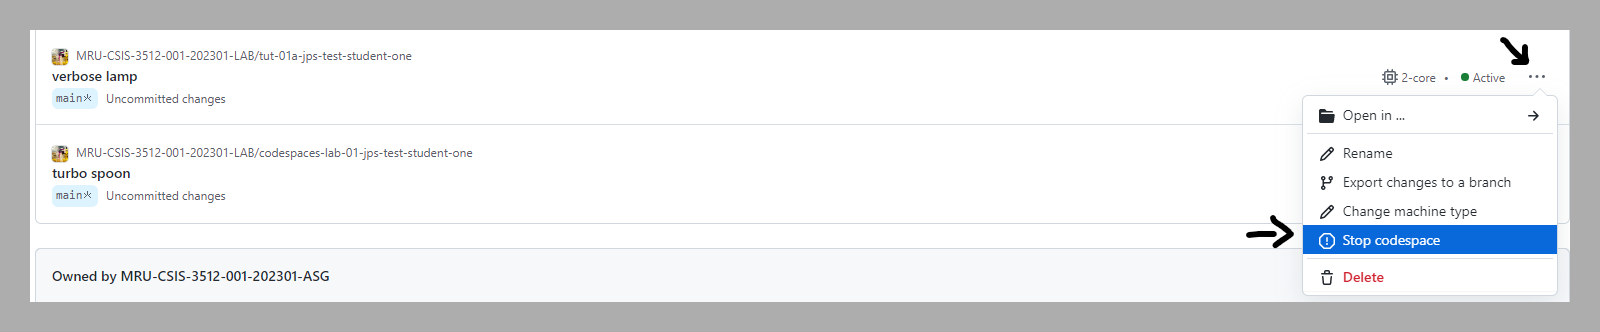 MRU-CSIS-3512-001-202301-LAB/tut-01a-jps-test-student-one
verbose lamp
2-core • Active ...
main* Uncommitted changes
Open in ...
Rename
Export changes to a branch
Change machine type
Stop codespace
Delete
MRU-CSIS-3512-001-202301-LAB/codespaces-lab-01-jps-test-student-one
turbo spoon
main* Uncommitted changes
Owned by MRU-CSIS-3512-001-202301-ASG